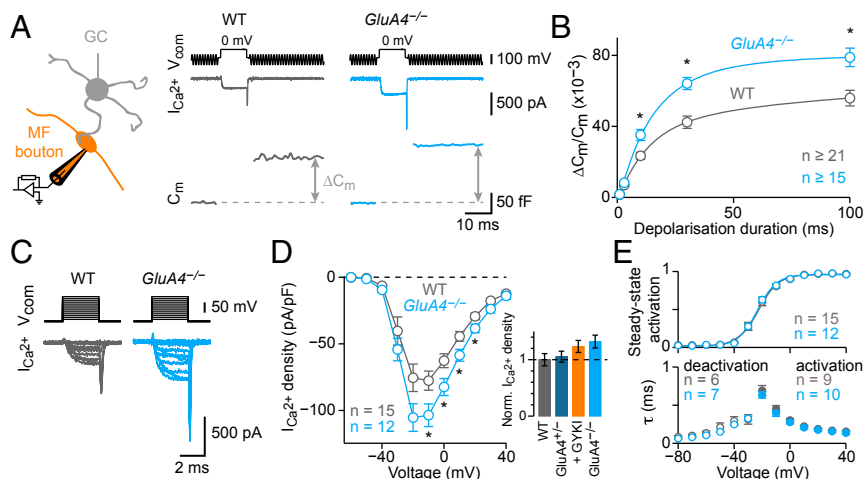 A
GC
MF
bouton
WT
GluA4−/−
Vcom
0 mV
0 mV
100 mV
ICa2+
500 pA
Cm
ΔCm
50 fF
10 ms
B
ΔCm/Cm (x10−3)
80
40
0
GluA4−/−
WT
*
*
*
n ≥ 21
n ≥ 15
0
50
100
Depolarisation duration (ms)
C
WT
GluA4−/−
Vcom
50 mV
ICa2+
500 pA
2 ms
D
ICa2+ density (pA/pF)
0
−50
−100
WT
GluA4−/−
n = 15
n = 12
*
*
*
*
−40
0
40
Voltage (mV)
Norm. ICa2+ density
1
0
WT
GluA4+/−
+ GYKI
GluA4−/−
E
Steady-state
activation
1
0
n = 15
n = 12
τ (ms)
1
0
deactivation
n = 6
n = 7
activation
n = 9
n = 10
−80
−40
0
40
Voltage (mV)